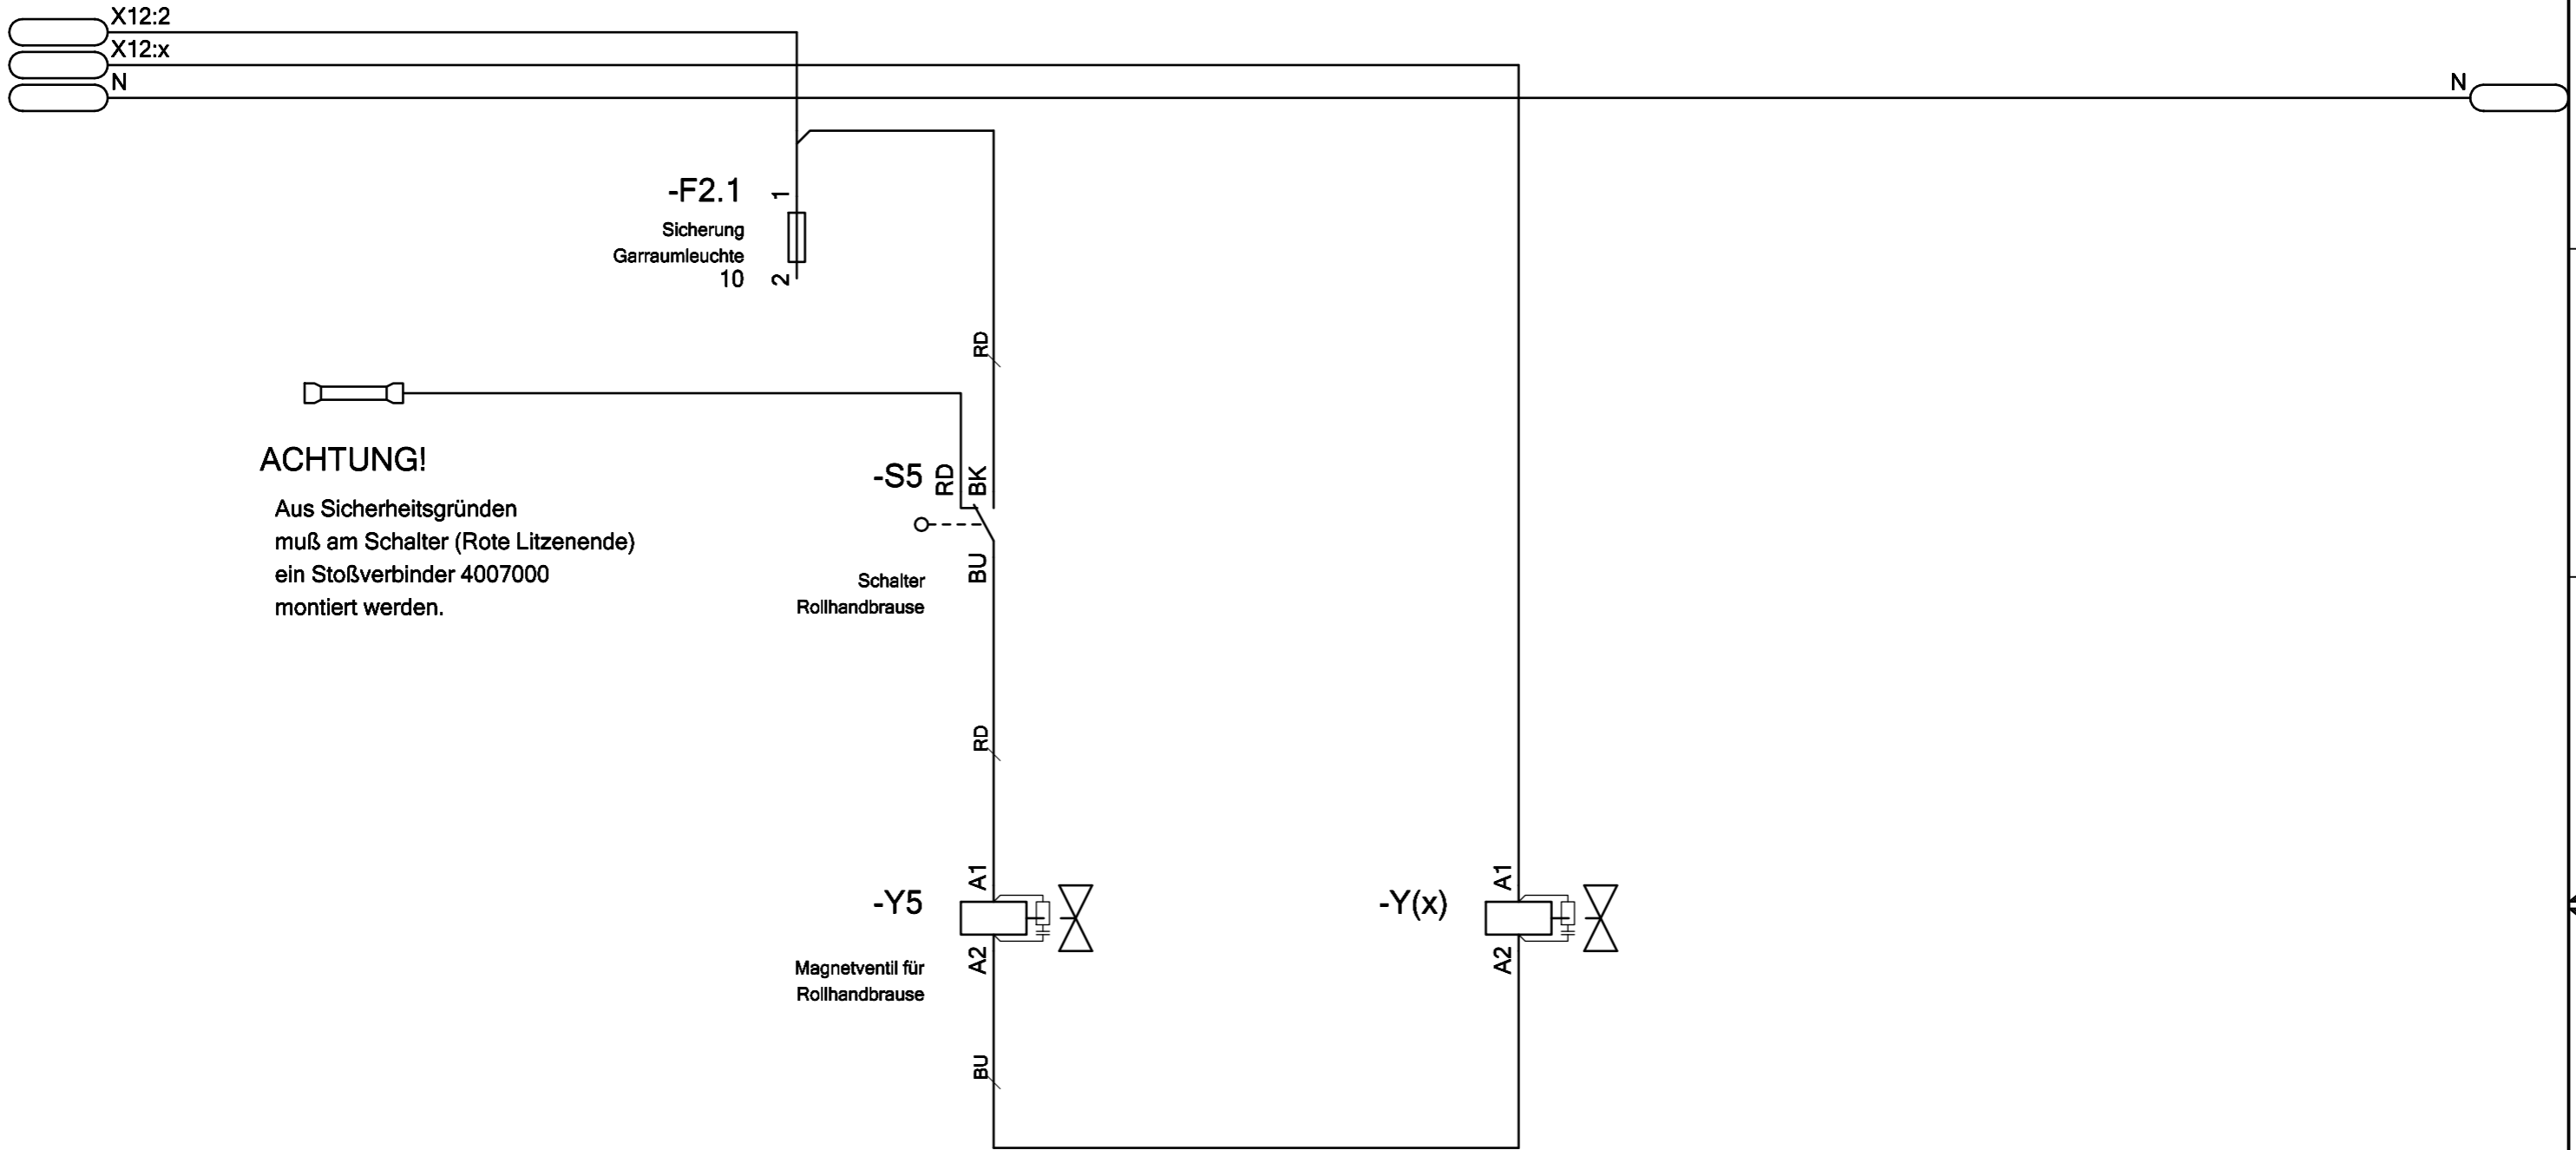 X12:2
X12:x
N
N
-F2.1
1
Sicherung
Garraumleuchte
10
2
RD
ACHTUNG!
Aus Sicherheitsgründen
muß am Schalter (Rote Litzenende)
ein Stoßverbinder 4007000
montiert werden.
-S5
RD
BK
BU
Schalter
Rollhandbrause
RD
-Y5
A1
A2
Magnetventil für
Rollhandbrause
BU
-Y(x)
A1
A2